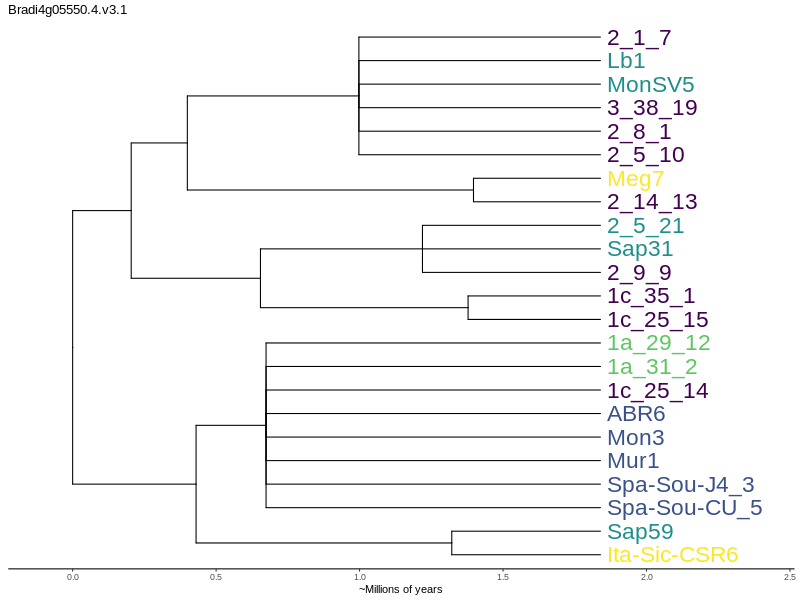 Bradi4g05550.4.v3.1
2_1_7
Lb1
MonSV5
3_38_19
2_8_1
2_5_10
Meg7
2_14_13
2_5_21
Sap31
2_9_9
1c_35_1
1c_25_15
1a_29_12
1a_31_2
1c_25_14
ABR6
Mon3
Mur1
Spa-Sou-J4_3
Spa-Sou-CU_5
Sap59
Ita-Sic-CSR6
0.0 0.5 1.0 1.5 2.0 2.5
~Millions of years